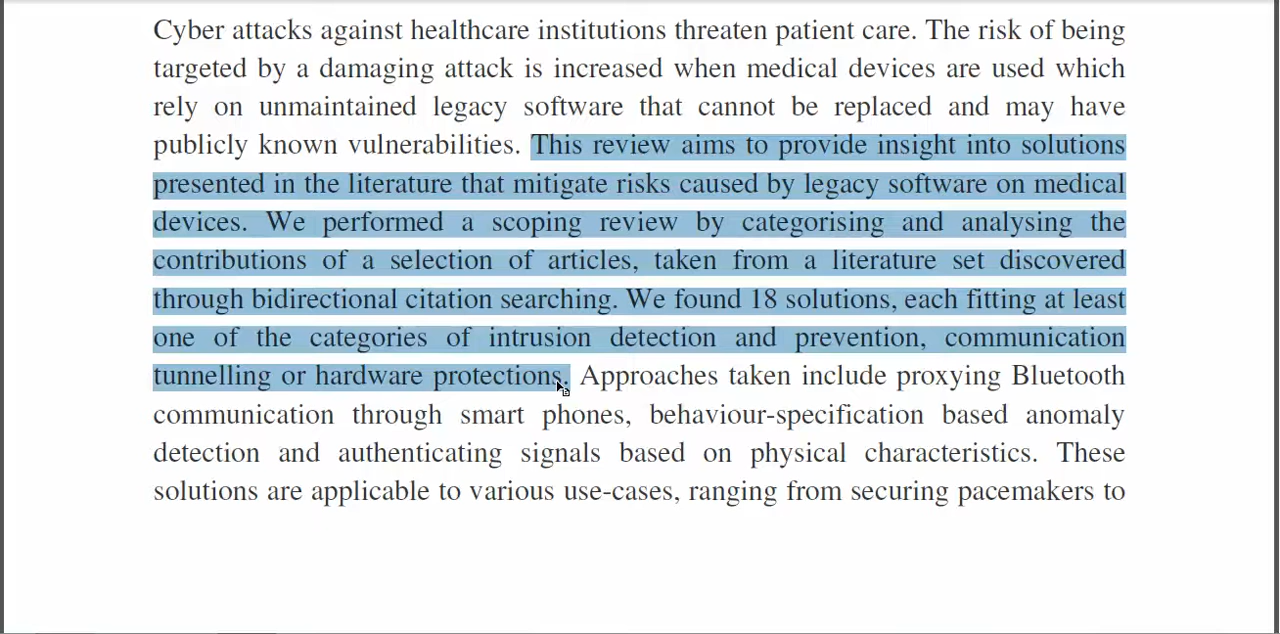 Cyber attacks against healthcare institutions threaten patient care. The risk of being
targeted by a damaging attack is increased when medical devices are used which
rely on unmaintained legacy software that cannot be replaced and may have
publicly known vulnerabilities. This review aims to provide insight into solutions
presented in the literature that mitigate risks caused by legacy software on medical
devices. We performed a scoping review by categorising and analysing the
contributions of a selection of articles, taken from a literature set discovered
through bidirectional citation searching. We found 18 solutions, each fitting at least
one of the categories of intrusion detection and prevention, communication
tunnelling or hardware protections. Approaches taken include proxying Bluetooth
communication through smart phones, behaviour-specification based anomaly
detection and authenticating signals based on physical characteristics. These
solutions are applicable to various use-cases, ranging from securing pacemakers to